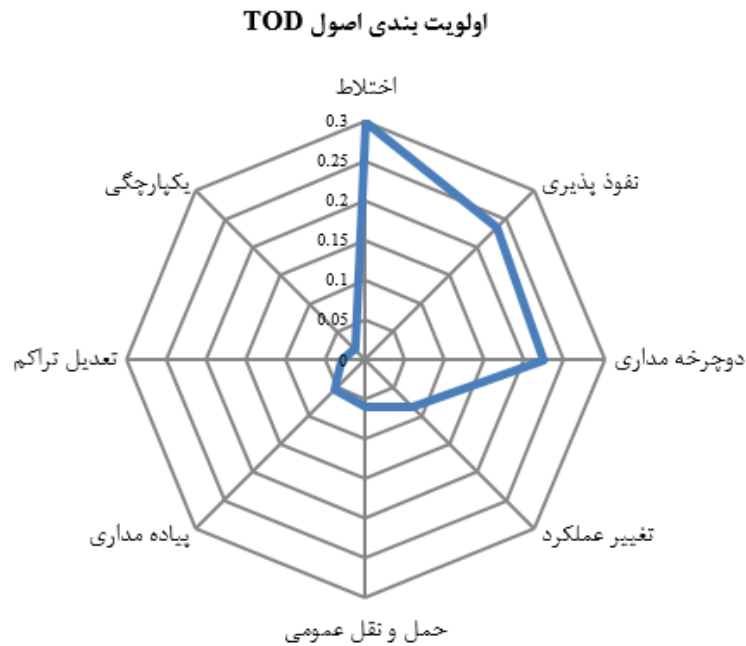 اولویت بندی اصول TOD
اختلاط
0.3
0.25
0.2
0.15
0.1
0.05
0
نفوذ پذیری
دوچرخه مداری
تغییر عملکرد
حمل و نقل عمومی
پیاده مداری
تعدیل تراکم
یکپارچگی